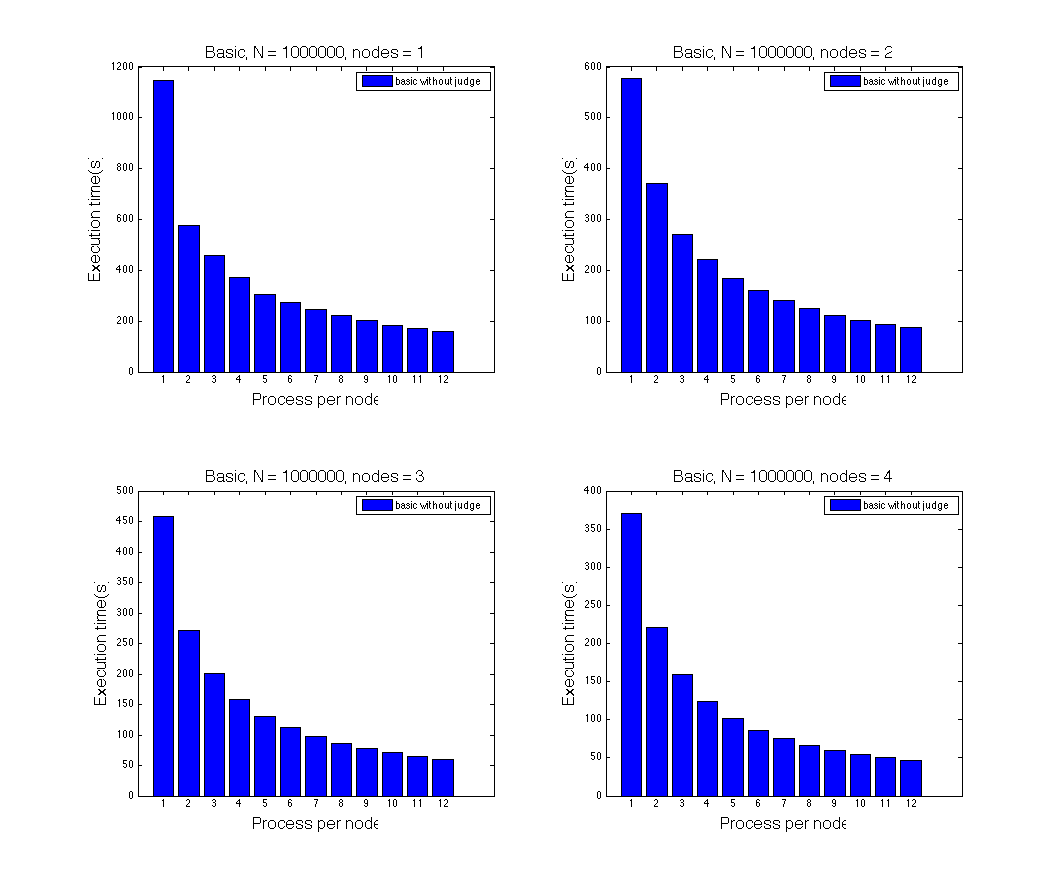 Basic, N = 1000000, nodes = 1
basic without judge
1200
1000
800
600
400
200
0
Execution time(s)
1 2 3 4 5 6 7 8 9 10 11 12
Process per node
Basic, N = 1000000, nodes = 2
basic without judge
600
500
400
300
200
100
0
Execution time(s)
1 2 3 4 5 6 7 8 9 10 11 12
Process per node
Basic, N = 1000000, nodes = 3
basic without judge
500
450
400
350
300
250
200
150
100
50
0
Execution time(s)
1 2 3 4 5 6 7 8 9 10 11 12
Process per node
Basic, N = 1000000, nodes = 4
basic without judge
400
350
300
250
200
150
100
50
0
Execution time(s)
1 2 3 4 5 6 7 8 9 10 11 12
Process per node